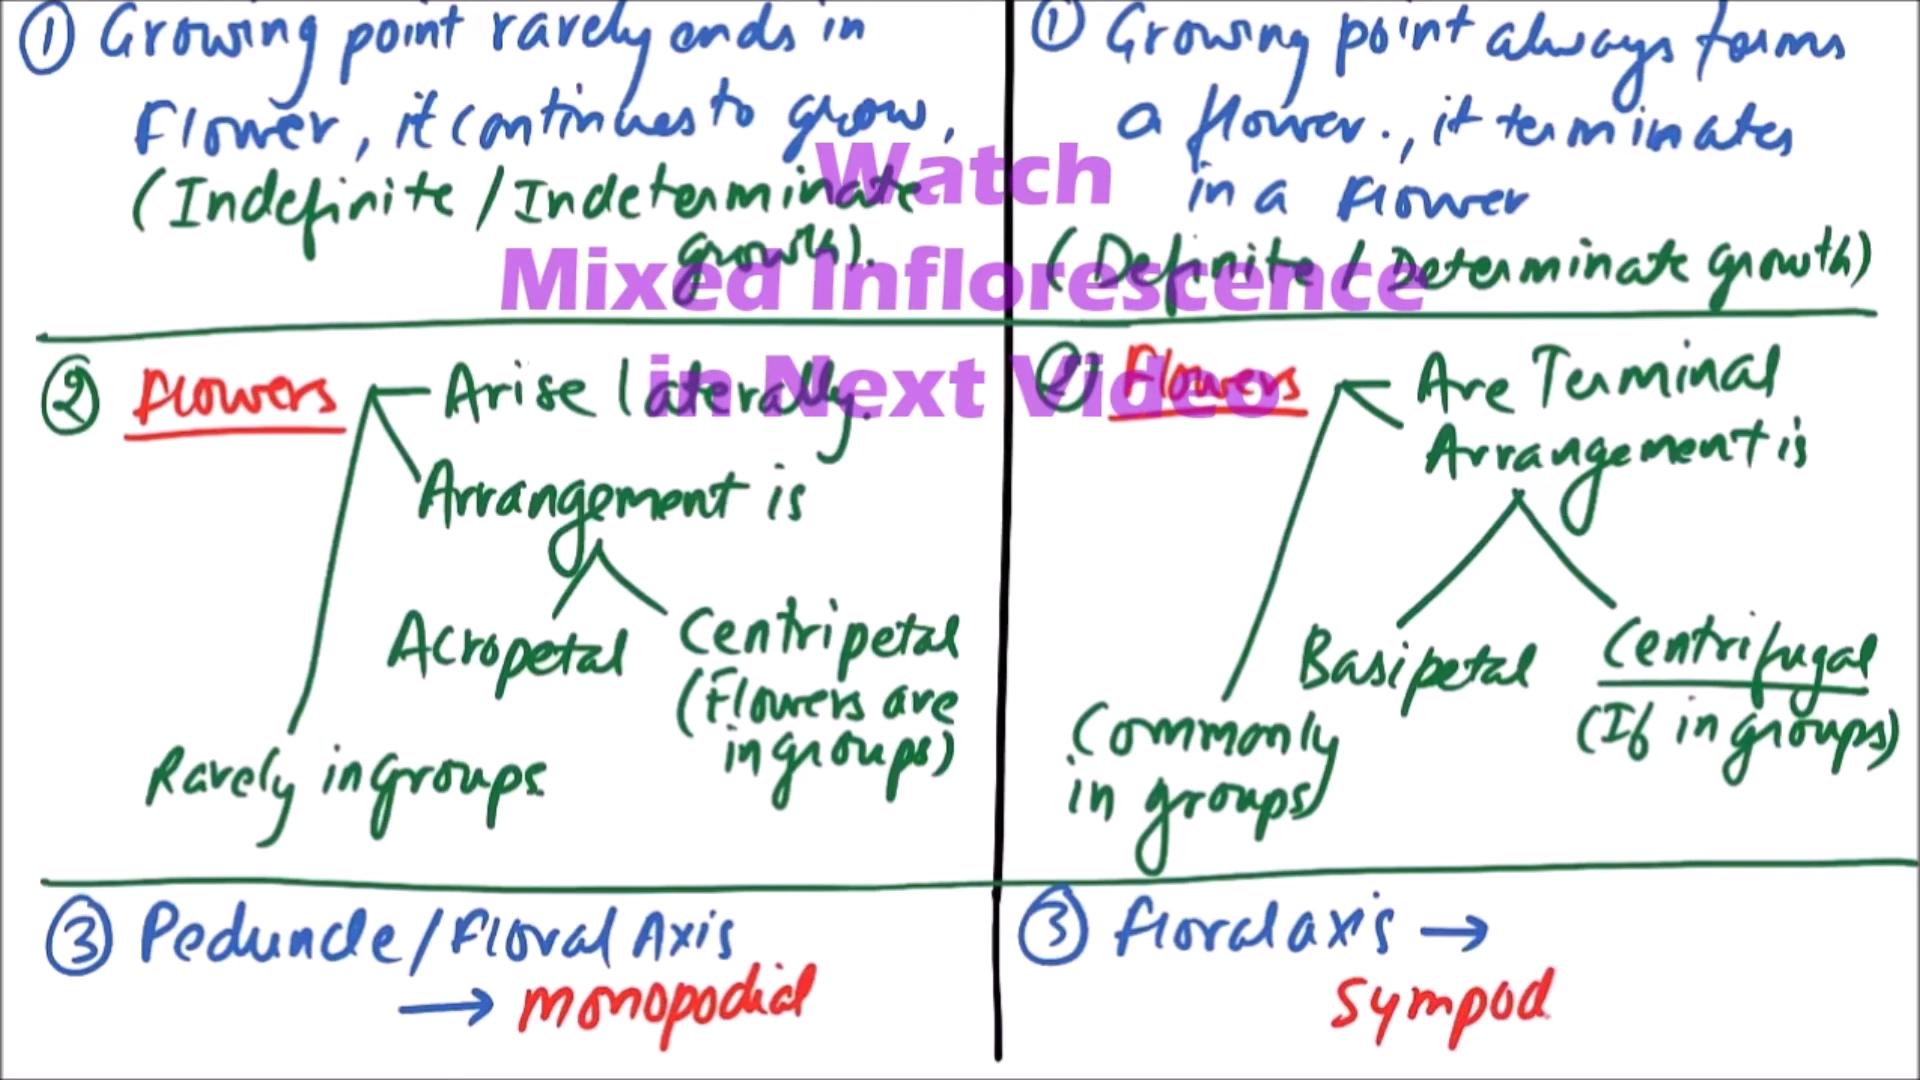 ① Growing point rarely ends in
Flower, it continues to grow,
(Indefinite / Indeterminate
growth).
② Flowers
Arise laterally.
Arrangement is
Acropetal
Centripetal
(Flowers are
in groups)
Rarely in groups
③ Peduncle / Floral Axis
→ monopodial
① Growing point always forms
a flower., it terminates
in a Flower
(Definite / Determinate growth)
② Flowers
Are Terminal
Arrangement is
Basipetal
Centrifugal
(If in groups)
Commonly
in groups
③ floral axis →
Sympod
Watch
Mixed Inflorescence
in Next Video